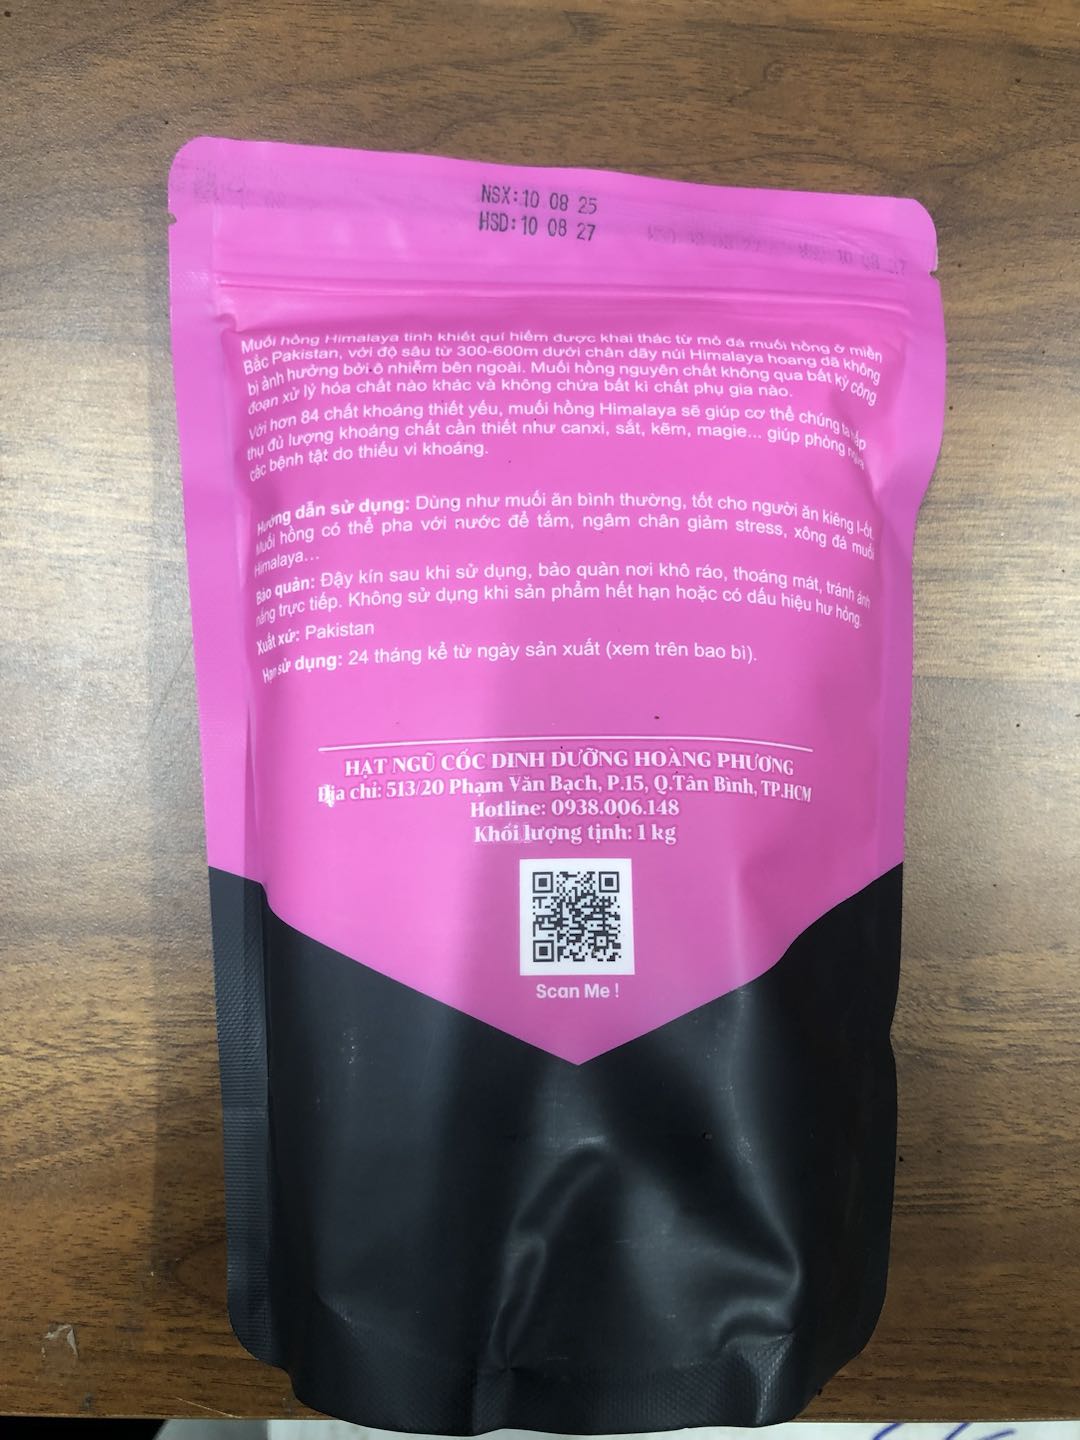 NSX:10 08 25
HSD:10 08 27
Muối hồng Himalaya tinh khiết quí hiếm được khai thác từ mỏ đá muối hồng ở miền
Bắc Pakistan, với độ sâu từ 300-600m dưới chân dãy núi Himalaya hoang dã không
bị ảnh hưởng bởi ô nhiễm bên ngoài. Muối hồng nguyên chất không qua bất kỳ công
đoạn xử lý hóa chất nào khác và không chứa bất kì chất phụ gia nào.
Với hơn 84 chất khoáng thiết yếu, muối hồng Himalaya sẽ giúp cơ thể chúng ta hấp
thụ đủ lượng khoáng chất cần thiết như canxi, sắt, kẽm, magie... giúp phòng ngừa
các bệnh tật do thiếu vi khoáng.
Hướng dẫn sử dụng: Dùng như muối ăn bình thường, tốt cho người ăn kiêng I-ốt.
Muối hồng có thể pha với nước để tắm, ngâm chân giảm stress, xông đá muối
Himalaya...
Bảo quản: Đậy kín sau khi sử dụng, bảo quản nơi khô ráo, thoáng mát, tránh ánh
nắng trực tiếp. Không sử dụng khi sản phẩm hết hạn hoặc có dấu hiệu hư hỏng.
Xuất xứ: Pakistan
Hạn sử dụng: 24 tháng kể từ ngày sản xuất (xem trên bao bì).
HẠT NGŨ CỐC DINH DƯỠNG HOÀNG PHƯƠNG
Địa chỉ: 513/20 Phạm Văn Bạch, P.15, Q.Tân Bình, TP.HCM
Hotline: 0938.006.148
Khối lượng tịnh: 1 kg
Scan Me !